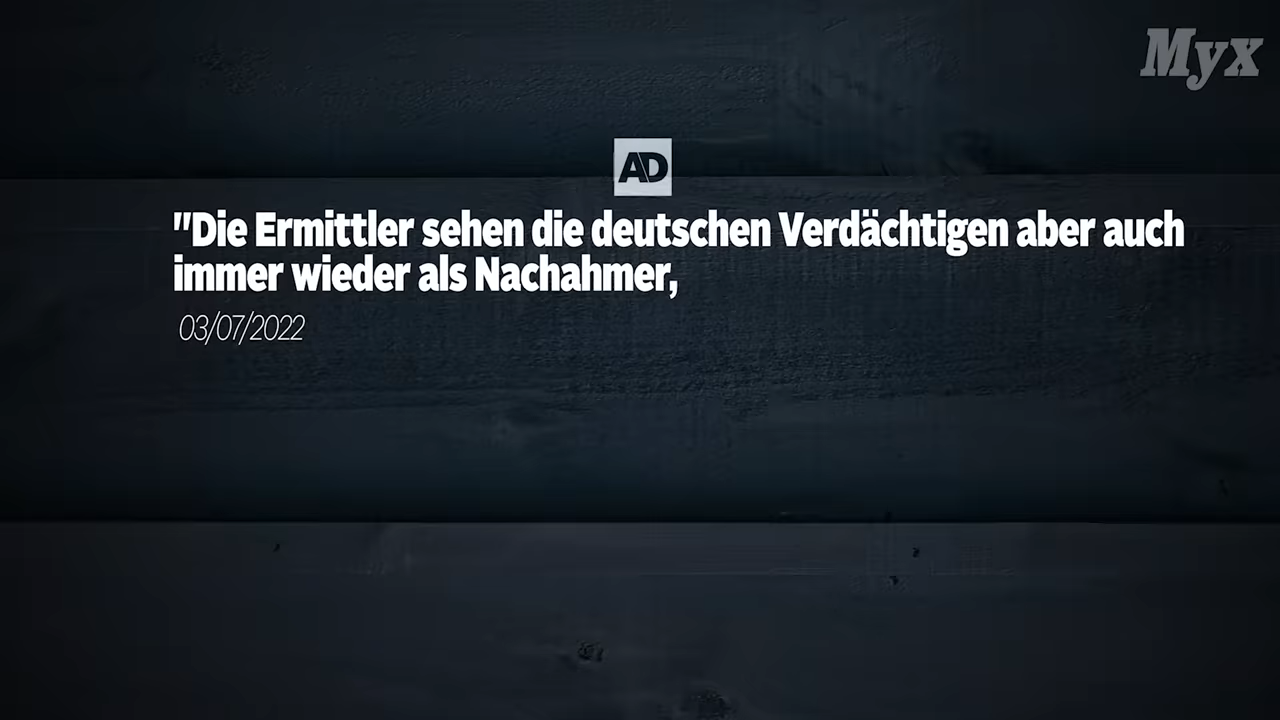 Myx
AD
"Die Ermittler sehen die deutschen Verdächtigen aber auch
immer wieder als Nachahmer,
03/07/2022